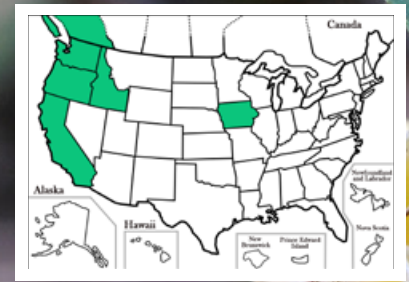 Canada
Newfoundland
and Labrador
Alaska
Hawaii
New
Brunswick
Prince Edward
Island
Nova Scotia